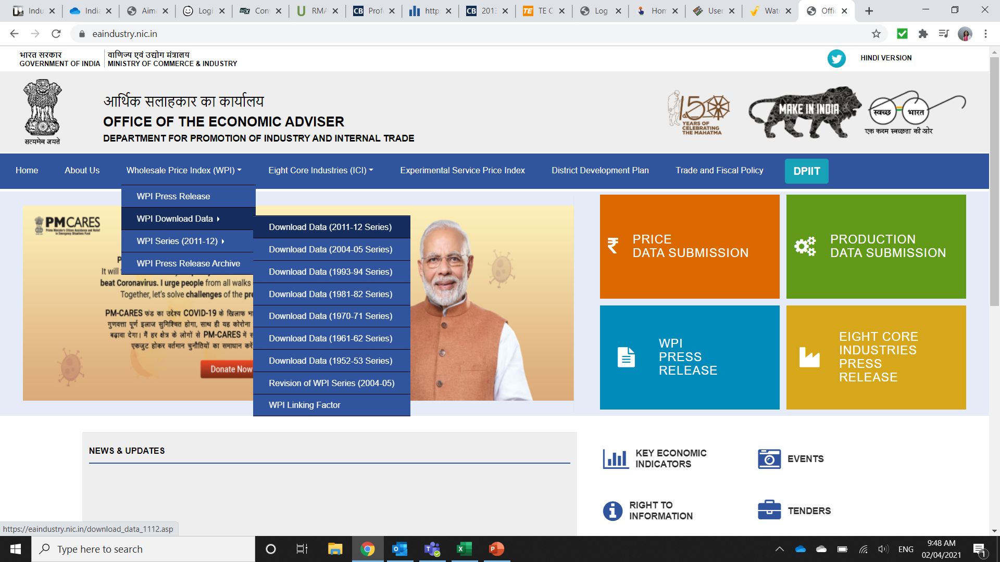 Indu
India
Aim
Logi
Con
RMA
Prof
http
2013
TE C
Log
Hon
User
Wat
Offi
eaindustry.nic.in
भारत सरकार
GOVERNMENT OF INDIA
वाणिज्य एवं उद्योग मंत्रालय
MINISTRY OF COMMERCE & INDUSTRY
HINDI VERSION
सत्यमेव जयते
आर्थिक सलाहकार का कार्यालय
OFFICE OF THE ECONOMIC ADVISER
DEPARTMENT FOR PROMOTION OF INDUSTRY AND INTERNAL TRADE
150
YEARS OF
CELEBRATING
THE MAHATMA
MAKE IN INDIA
स्वच्छ भारत
एक कदम स्वच्छता की ओर
Home
About Us
Wholesale Price Index (WPI)
Eight Core Industries (ICI)
Experimental Service Price Index
District Development Plan
Trade and Fiscal Policy
DPIIT
WPI Press Release
WPI Download Data
WPI Series (2011-12)
WPI Press Release Archive
Download Data (2011-12 Series)
Download Data (2004-05 Series)
Download Data (1993-94 Series)
Download Data (1981-82 Series)
Download Data (1970-71 Series)
Download Data (1961-62 Series)
Download Data (1952-53 Series)
Revision of WPI Series (2004-05)
WPI Linking Factor
PM CARES
Prime Minister's Citizen Assistance and Relief
in Emergency Situations Fund
It will
beat Coronavirus. I urge people from all walks
Together, let's solve challenges of the pre
PM-CARES फंड का उद्देश्य COVID-19 के खिलाफ भा
गुणवत्ता पूर्ण इलाज सुनिश्चित होगा, साथ ही यह कोरोना
बढ़ावा देगा। मैं हर क्षेत्र के लोगों से PM-CARES में स
एकजुट होकर वर्तमान चुनौतियों का समाधान करें
Donate Now
₹ PRICE
DATA SUBMISSION
PRODUCTION
DATA SUBMISSION
WPI
PRESS
RELEASE
EIGHT CORE
INDUSTRIES
PRESS
RELEASE
NEWS & UPDATES
KEY ECONOMIC
INDICATORS
EVENTS
RIGHT TO
INFORMATION
TENDERS
https://eaindustry.nic.in/download_data_1112.asp
Type here to search
ENG
9:48 AM
02/04/2021
1